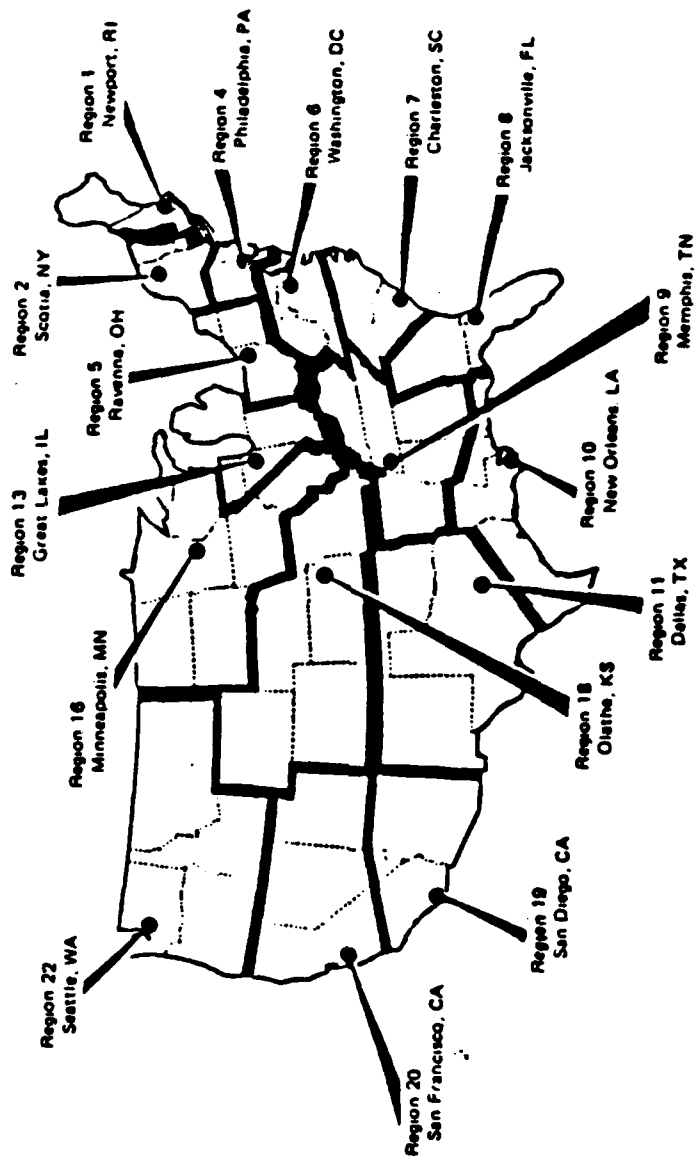 Region 1
Newport, RI
Region 2
Scotia, NY
Region 4
Philadelphia, PA
Region 5
Ravenna, OH
Region 6
Washington, DC
Region 7
Charleston, SC
Region 8
Jacksonville, FL
Region 9
Memphis, TN
Region 10
New Orleans LA
Region 11
Dallas, TX
Region 13
Great Lakes, IL
Region 16
Minneapolis, MN
Region 18
Olathe, KS
Region 19
San Diego, CA
Region 20
San Francisco, CA
Region 22
Seattle, WA